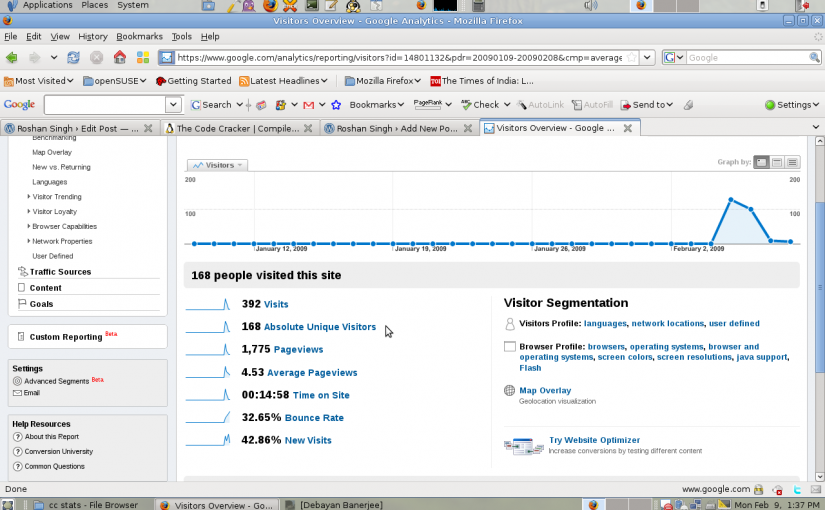 Applications Places System
Visitors Overview - Google Analytics - Mozilla Firefox
File Edit View History Bookmarks Tools Help
https://www.google.com/analytics/reporting/visitors?id=14801132&pdr=20090109-20090208&cmp=average
Google
Most Visited openSUSE Getting Started Latest Headlines Mozilla Firefox The Times of India: L...
Google Search Bookmarks PageRank Check AutoLink AutoFill Send to Settings
Roshan Singh › Edit Post — ... The Code Cracker | Compile... Roshan Singh › Add New Po... Visitors Overview - Google ...
Benchmarking
Map Overlay
New vs. Returning
Languages
Visitor Trending
Visitor Loyalty
Browser Capabilities
Network Properties
User Defined
Traffic Sources
Content
Goals
Custom Reporting Beta
Settings
Advanced Segments Beta
Email
Help Resources
About this Report
Conversion University
Common Questions
Visitors
Graph by:
200 200
100 100
January 12, 2009 January 19, 2009 January 26, 2009 February 2, 2009
168 people visited this site
392 Visits
168 Absolute Unique Visitors
1,775 Pageviews
4.53 Average Pageviews
00:14:58 Time on Site
32.65% Bounce Rate
42.86% New Visits
Visitor Segmentation
Visitors Profile: languages, network locations, user defined
Browser Profile: browsers, operating systems, browser and
operating systems, screen colors, screen resolutions, java support,
Flash
Map Overlay
Geolocation visualization
Try Website Optimizer
Increase conversions by testing different content
Done www.google.com
cc stats - File Browser Visitors Overview - Go... [Debayan Banerjee] Mon Feb 9, 1:37 PM